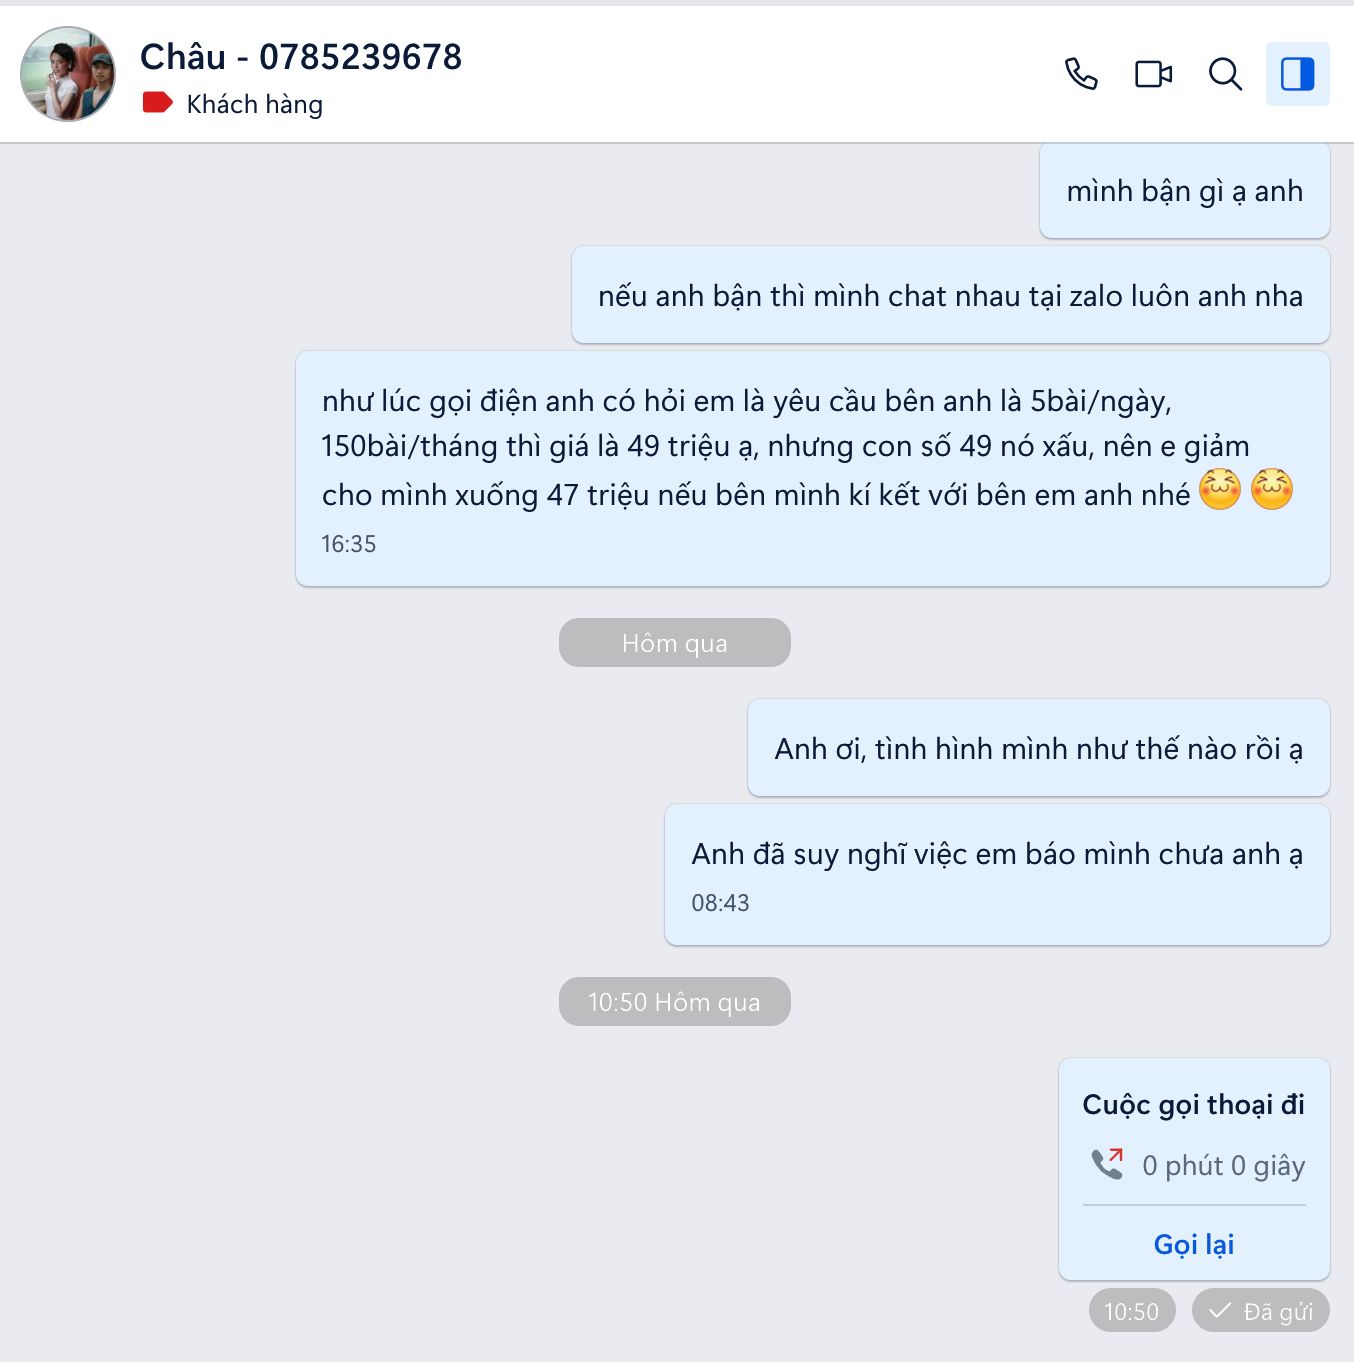 Châu - 0785239678
Khách hàng
mình bận gì ạ anh
nếu anh bận thì mình chat nhau tại zalo luôn anh nha
như lúc gọi điện anh có hỏi em là yêu cầu bên anh là 5bài/ngày,
150bài/tháng thì giá là 49 triệu ạ, nhưng con số 49 nó xấu, nên e giảm
cho mình xuống 47 triệu nếu bên mình kí kết với bên em anh nhé
16:35
Hôm qua
Anh ơi, tình hình mình như thế nào rồi ạ
Anh đã suy nghĩ việc em báo mình chưa anh ạ
08:43
10:50 Hôm qua
Cuộc gọi thoại đi
0 phút 0 giây
Gọi lại
10:50
Đã gửi